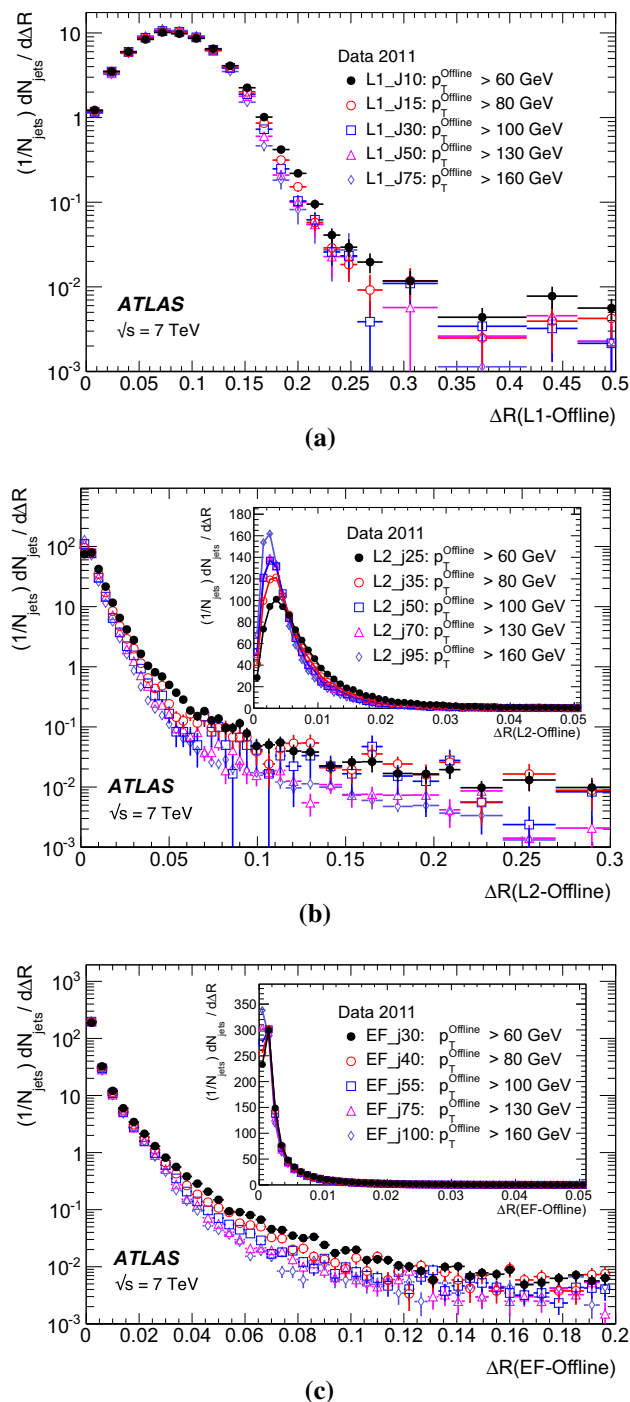 (1/N_jets) dN_jets / dΔR
10
1
10^-1
10^-2
10^-3
Data 2011
L1_J10: p_T^Offline > 60 GeV
L1_J15: p_T^Offline > 80 GeV
L1_J30: p_T^Offline > 100 GeV
L1_J50: p_T^Offline > 130 GeV
L1_J75: p_T^Offline > 160 GeV
ATLAS
√s = 7 TeV
0 0.05 0.1 0.15 0.2 0.25 0.3 0.35 0.4 0.45 0.5
ΔR(L1-Offline)
(a)
(1/N_jets) dN_jets / dΔR
10^2
10
1
10^-1
10^-2
10^-3
(1/N_jets) dN_jets / dΔR
180
160
140
120
100
80
60
40
20
0
Data 2011
L2_j25: p_T^Offline > 60 GeV
L2_j35: p_T^Offline > 80 GeV
L2_j50: p_T^Offline > 100 GeV
L2_j70: p_T^Offline > 130 GeV
L2_j95: p_T^Offline > 160 GeV
0 0.01 0.02 0.03 0.04 0.05
ΔR(L2-Offline)
ATLAS
√s = 7 TeV
0 0.05 0.1 0.15 0.2 0.25 0.3
ΔR(L2-Offline)
(b)
(1/N_jets) dN_jets / dΔR
10^3
10^2
10
1
10^-1
10^-2
10^-3
(1/N_jets) dN_jets / dΔR
350
300
250
200
150
100
50
0
Data 2011
EF_j30: p_T^Offline > 60 GeV
EF_j40: p_T^Offline > 80 GeV
EF_j55: p_T^Offline > 100 GeV
EF_j75: p_T^Offline > 130 GeV
EF_j100: p_T^Offline > 160 GeV
0 0.01 0.02 0.03 0.04 0.05
ΔR(EF-Offline)
ATLAS
√s = 7 TeV
0 0.02 0.04 0.06 0.08 0.1 0.12 0.14 0.16 0.18 0.2
ΔR(EF-Offline)
(c)